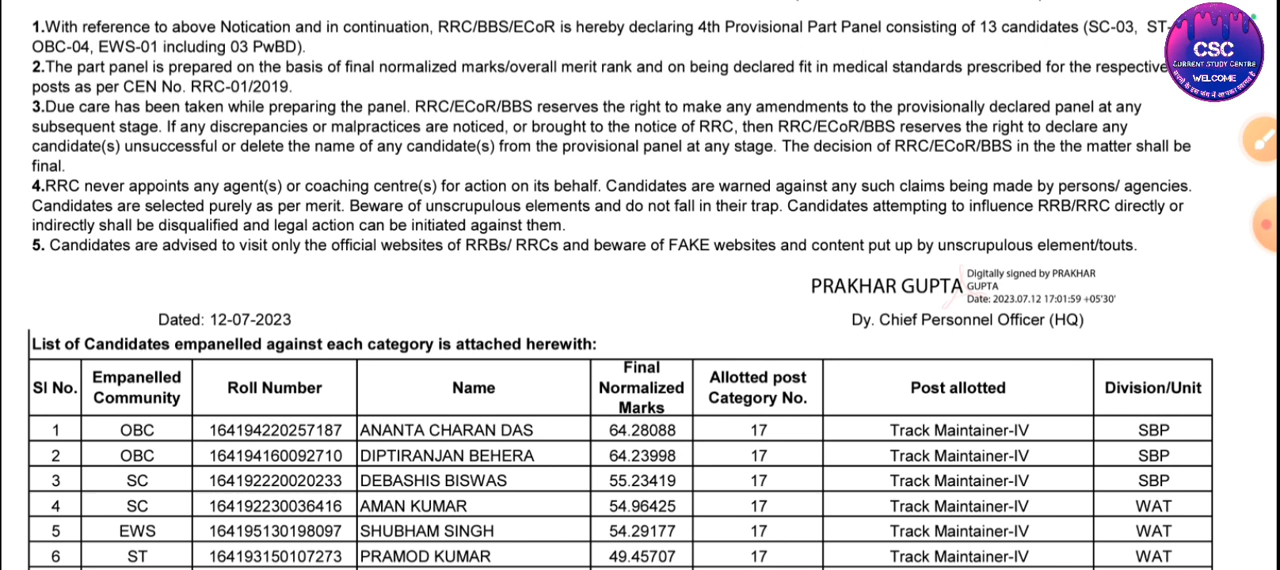 1.With reference to above Notication and in continuation, RRC/BBS/ECoR is hereby declaring 4th Provisional Part Panel consisting of 13 candidates (SC-03, ST-
OBC-04, EWS-01 including 03 PwBD).
2.The part panel is prepared on the basis of final normalized marks/overall merit rank and on being declared fit in medical standards prescribed for the respective
posts as per CEN No. RRC-01/2019.
3.Due care has been taken while preparing the panel. RRC/ECoR/BBS reserves the right to make any amendments to the provisionally declared panel at any
subsequent stage. If any discrepancies or malpractices are noticed, or brought to the notice of RRC, then RRC/ECoR/BBS reserves the right to declare any
candidate(s) unsuccessful or delete the name of any candidate(s) from the provisional panel at any stage. The decision of RRC/ECoR/BBS in the the matter shall be
final.
4.RRC never appoints any agent(s) or coaching centre(s) for action on its behalf. Candidates are warned against any such claims being made by persons/ agencies.
Candidates are selected purely as per merit. Beware of unscrupulous elements and do not fall in their trap. Candidates attempting to influence RRB/RRC directly or
indirectly shall be disqualified and legal action can be initiated against them.
5. Candidates are advised to visit only the official websites of RRBs/ RRCs and beware of FAKE websites and content put up by unscrupulous element/touts.
CSC
CURRENT STUDY CENTRE
WELCOME
PRAKHAR GUPTA
Digitally signed by PRAKHAR
GUPTA
Date: 2023.07.12 17:01:59 +05'30'
Dated: 12-07-2023 Dy. Chief Personnel Officer (HQ)
List of Candidates empanelled against each category is attached herewith:
Sl No. Empanelled Community Roll Number Name Final Normalized Marks Allotted post Category No. Post allotted Division/Unit
1 OBC 164194220257187 ANANTA CHARAN DAS 64.28088 17 Track Maintainer-IV SBP
2 OBC 164194160092710 DIPTIRANJAN BEHERA 64.23998 17 Track Maintainer-IV SBP
3 SC 164192220020233 DEBASHIS BISWAS 55.23419 17 Track Maintainer-IV SBP
4 SC 164192230036416 AMAN KUMAR 54.96425 17 Track Maintainer-IV WAT
5 EWS 164195130198097 SHUBHAM SINGH 54.29177 17 Track Maintainer-IV WAT
6 ST 164193150107273 PRAMOD KUMAR 49.45707 17 Track Maintainer-IV WAT